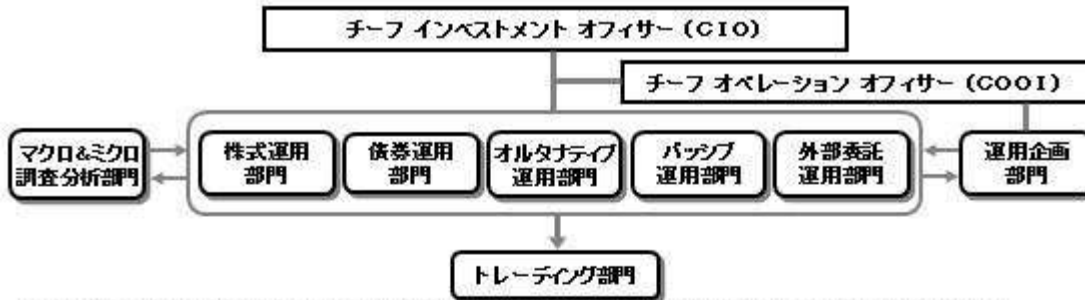 チーフ インベストメント オフィサー (CIO)
チーフ オペレーション オフィサー (COOI)
マクロ&ミクロ
調査分析部門
株式運用
部門
債券運用
部門
オルタナティブ
運用部門
パッシブ
運用部門
外部委託
運用部門
運用企画
部門
トレーディング部門